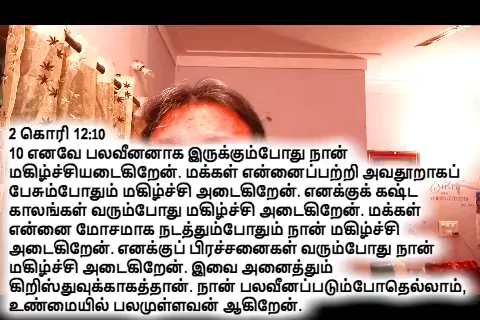 2 கொரி 12:10
10 எனவே பலவீனனாக இருக்கும்போது நான்
மகிழ்ச்சியடைகிறேன். மக்கள் என்னைப்பற்றி அவதூறாகப்
பேசும்போதும் மகிழ்ச்சி அடைகிறேன். எனக்குக் கஷ்ட
காலங்கள் வரும்போது மகிழ்ச்சி அடைகிறேன். மக்கள்
என்னை மோசமாக நடத்தும்போதும் நான் மகிழ்ச்சி
அடைகிறேன். எனக்குப் பிரச்சனைகள் வரும்போது நான்
மகிழ்ச்சி அடைகிறேன். இவை அனைத்தும்
கிறிஸ்துவுக்காகத்தான். நான் பலவீனப்படும்போதெல்லாம்,
உண்மையில் பலமுள்ளவன் ஆகிறேன்.